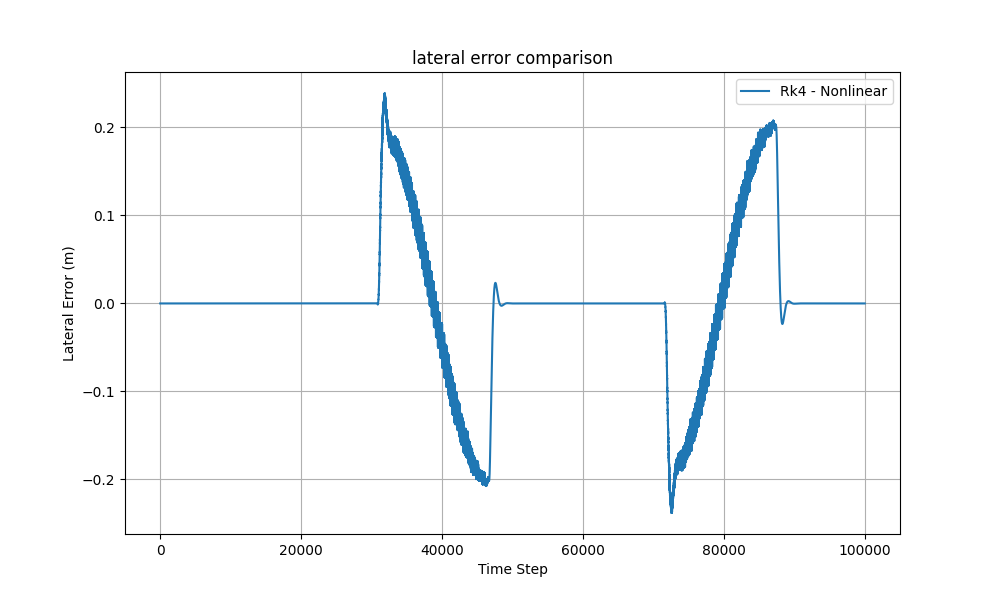 lateral error comparison
Rk4 - Nonlinear
0.2
0.1
0.0
−0.1
−0.2
Lateral Error (m)
0 20000 40000 60000 80000 100000
Time Step